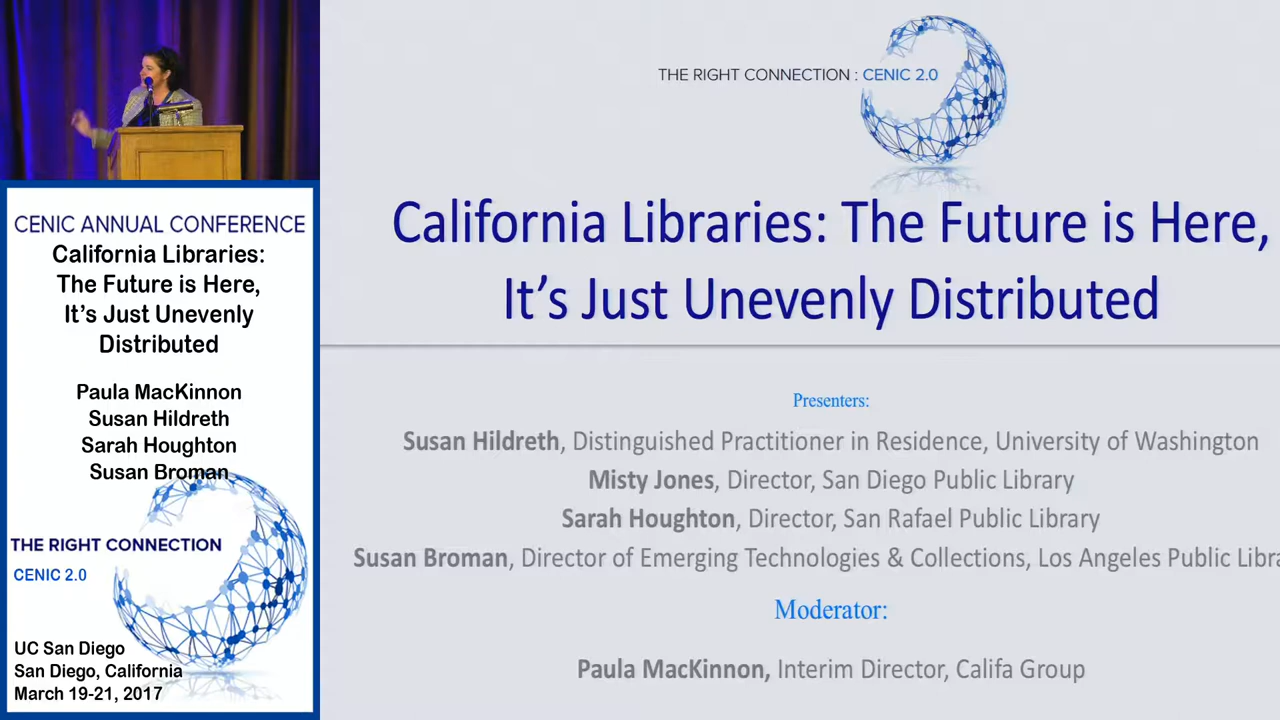 CENIC ANNUAL CONFERENCE
California Libraries:
The Future is Here,
It's Just Unevenly
Distributed
Paula MacKinnon
Susan Hildreth
Sarah Houghton
Susan Broman
THE RIGHT CONNECTION
CENIC 2.0
UC San Diego
San Diego, California
March 19-21, 2017
THE RIGHT CONNECTION : CENIC 2.0
California Libraries: The Future is Here,
It’s Just Unevenly Distributed
Presenters:
Susan Hildreth, Distinguished Practitioner in Residence, University of Washington
Misty Jones, Director, San Diego Public Library
Sarah Houghton, Director, San Rafael Public Library
Susan Broman, Director of Emerging Technologies & Collections, Los Angeles Public
Moderator:
Paula MacKinnon, Interim Director, Califa Group